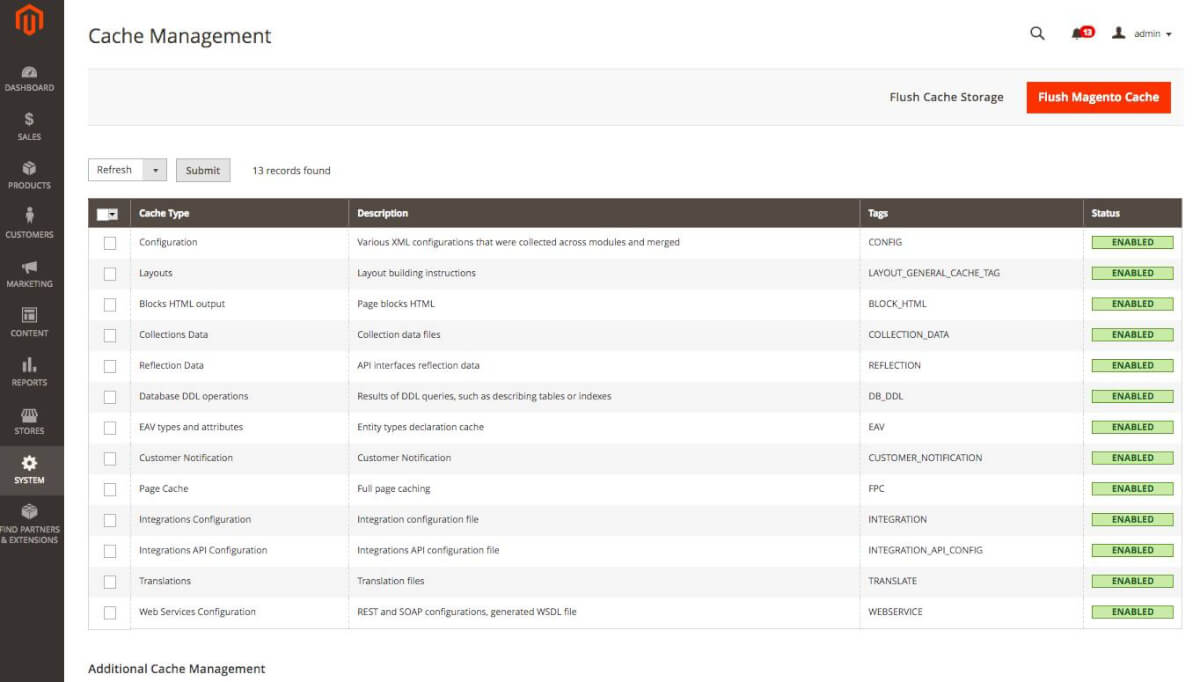 Cache Management
13
admin
DASHBOARD
SALES
PRODUCTS
CUSTOMERS
MARKETING
CONTENT
REPORTS
STORES
SYSTEM
FIND PARTNERS
& EXTENSIONS
Flush Cache Storage
Flush Magento Cache
Refresh
Submit
13 records found
Cache Type Description Tags Status
Configuration Various XML configurations that were collected across modules and merged CONFIG ENABLED
Layouts Layout building instructions LAYOUT_GENERAL_CACHE_TAG ENABLED
Blocks HTML output Page blocks HTML BLOCK_HTML ENABLED
Collections Data Collection data files COLLECTION_DATA ENABLED
Reflection Data API interfaces reflection data REFLECTION ENABLED
Database DDL operations Results of DDL queries, such as describing tables or indexes DB_DDL ENABLED
EAV types and attributes Entity types declaration cache EAV ENABLED
Customer Notification Customer Notification CUSTOMER_NOTIFICATION ENABLED
Page Cache Full page caching FPC ENABLED
Integrations Configuration Integration configuration file INTEGRATION ENABLED
Integrations API Configuration Integrations API configuration file INTEGRATION_API_CONFIG ENABLED
Translations Translation files TRANSLATE ENABLED
Web Services Configuration REST and SOAP configurations, generated WSDL file WEBSERVICE ENABLED
Additional Cache Management